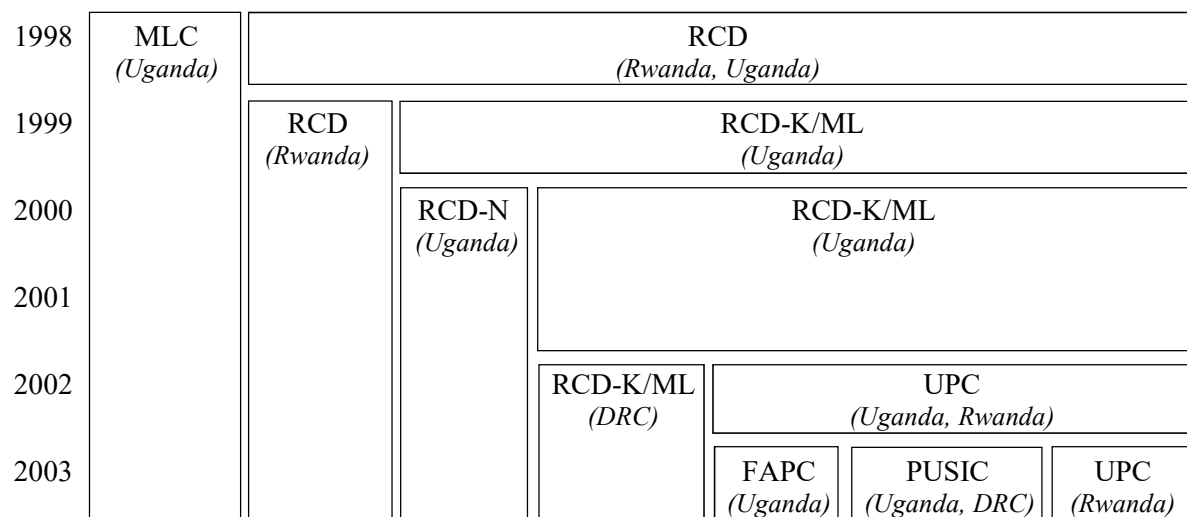 1998 MLC RCD
(Uganda) (Rwanda, Uganda)
1999 RCD RCD-K/ML
(Rwanda) (Uganda)
2000 RCD-N RCD-K/ML
(Uganda) (Uganda)
2001
2002 RCD-K/ML UPC
(DRC) (Uganda, Rwanda)
2003 FAPC PUSIC UPC
(Uganda) (Uganda, DRC) (Rwanda)